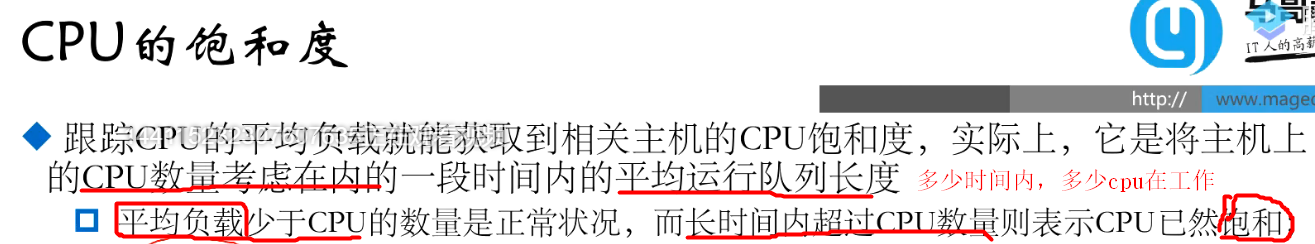 CPU的饱和度
IT人的高薪
http://
www.mage
跟踪CPU的平均负载就能获取到相关主机的CPU饱和度，实际上，它是将主机上
的CPU数量考虑在内的一段时间内的平均运行队列长度
多少时间内，多少cpu在工作
平均负载少于CPU的数量是正常状况，而长时间内超过CPU数量则表示CPU已然饱和